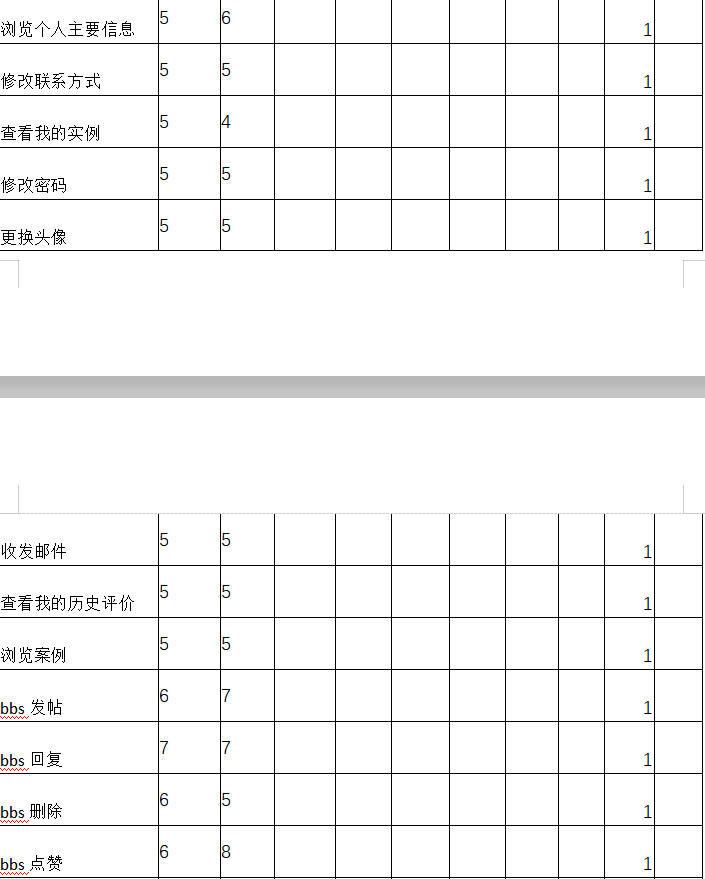 浏览个人主要信息 5 6 1
修改联系方式 5 5 1
查看我的实例 5 4 1
修改密码 5 5 1
更换头像 5 5 1
收发邮件 5 5 1
查看我的历史评价 5 5 1
浏览案例 5 5 1
bbs 发帖 6 7 1
bbs 回复 7 7 1
bbs 删除 6 5 1
bbs 点赞 6 8 1